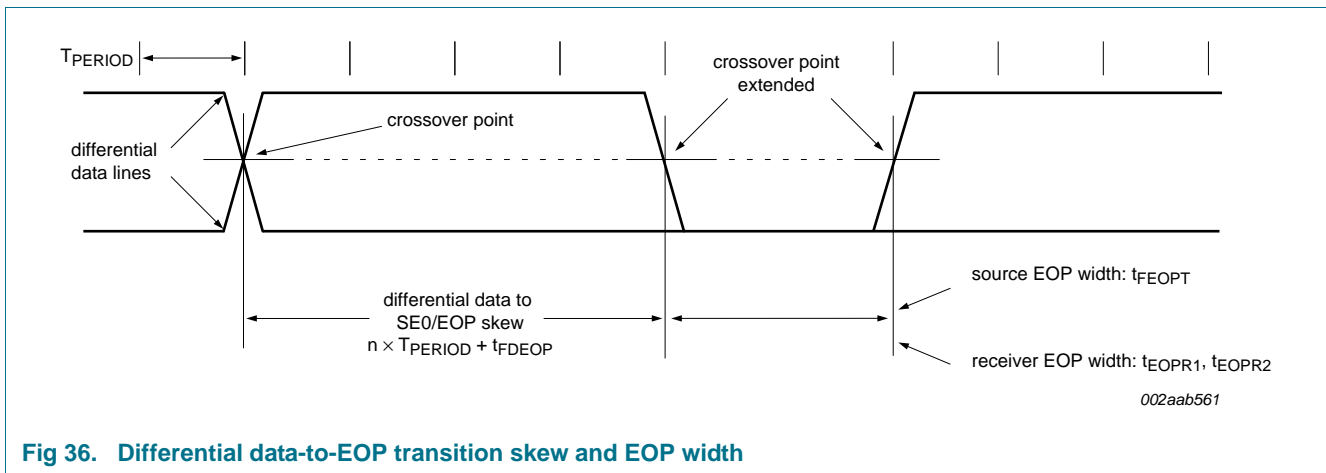 TPERIOD
crossover point
extended
crossover point
differential
data lines
source EOP width: tFEOPT
differential data to
SE0/EOP skew
n × TPERIOD + tFDEOP
receiver EOP width: tEOPR1, tEOPR2
002aab561
Fig 36. Differential data-to-EOP transition skew and EOP width